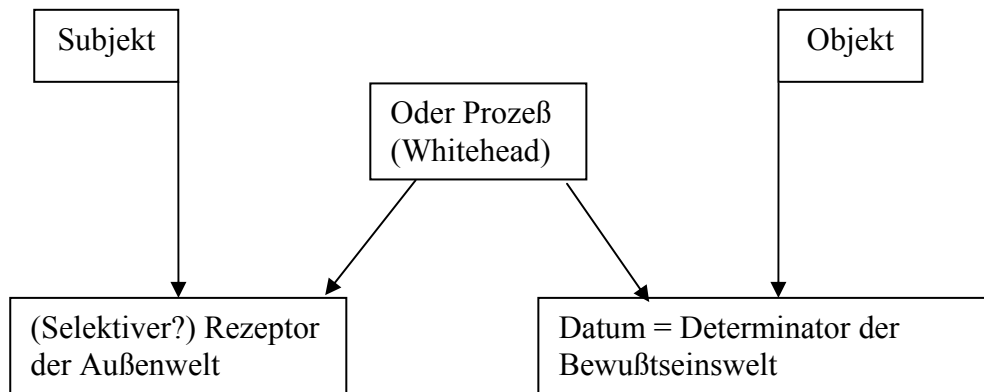 Subjekt
Objekt
Oder Prozeß
(Whitehead)
(Selektiver?) Rezeptor
der Außenwelt
Datum = Determinator der
Bewußtseinswelt